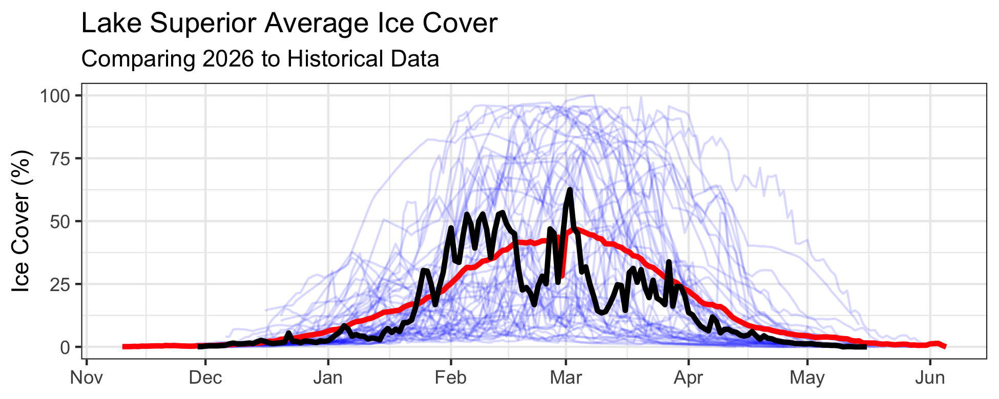 Lake Superior Average Ice Cover
Comparing 2026 to Historical Data
Ice Cover (%)
100
75
50
25
0
Nov Dec Jan Feb Mar Apr May Jun